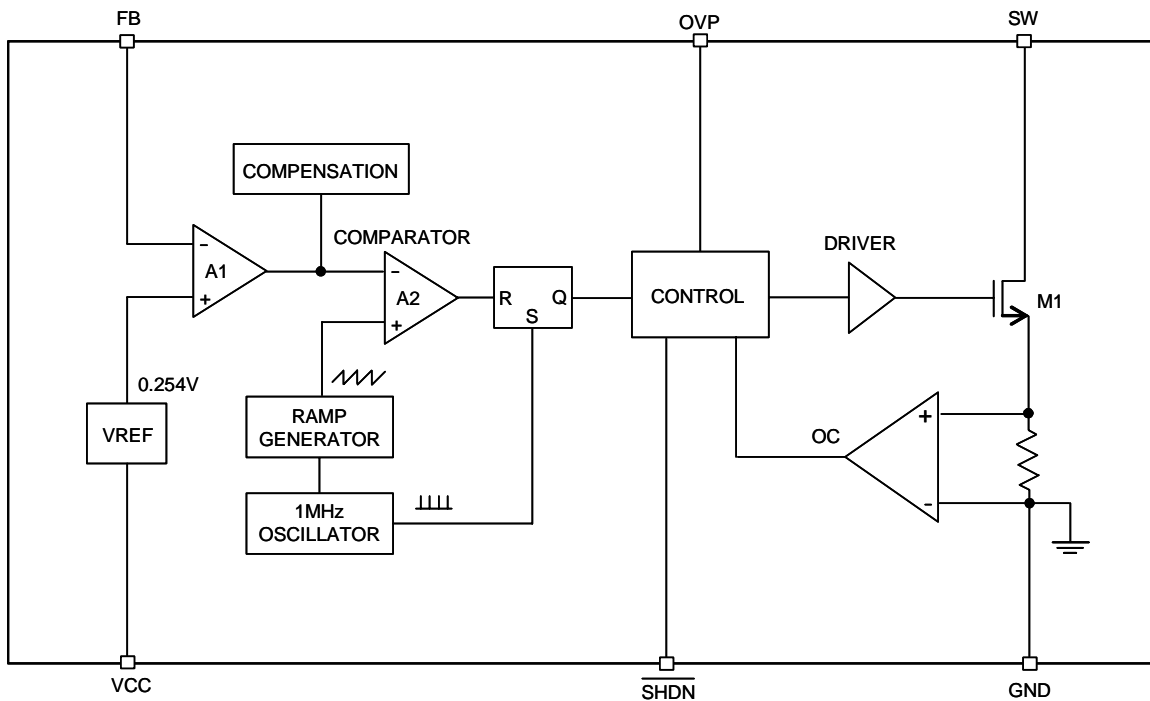 FB
OVP
SW
COMPENSATION
COMPARATOR
DRIVER
-
A1
+
-
A2
+
R
Q
S
CONTROL
M1
0.254V
VREF
RAMP
GENERATOR
OC
+
-
1MHz
OSCILLATOR
VCC
SHDN
GND